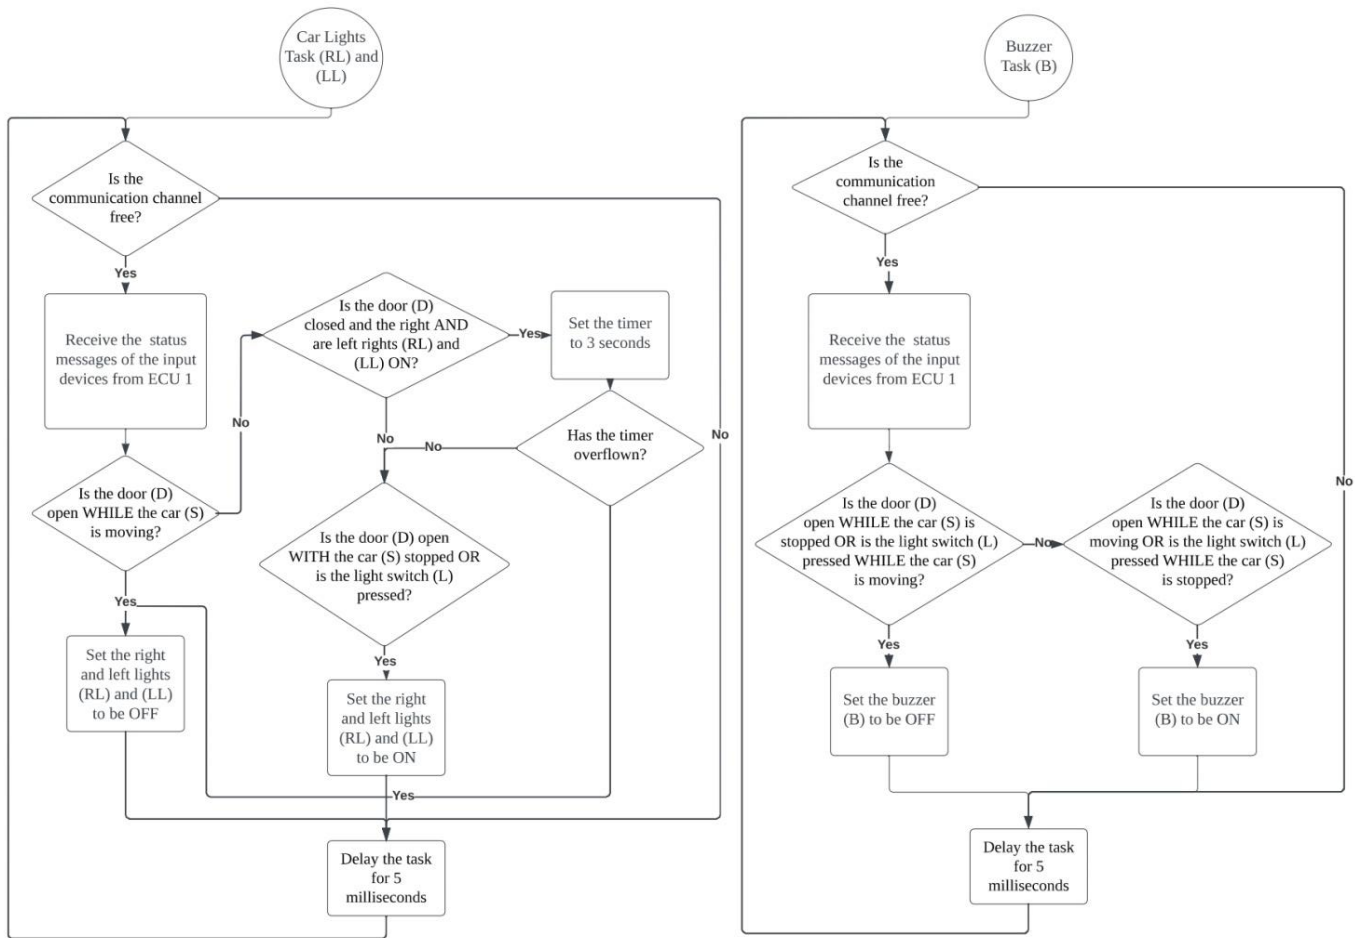 Car Lights
Task (RL) and
(LL)
Is the
communication channel
free?
Yes
No
Receive the  status
messages of the input
devices from ECU 1
Is the door (D)
open WHILE the car (S)
is moving?
No
Yes
Set the right
and left lights
(RL) and (LL)
to be OFF
Is the door (D)
closed and the right AND
are left rights (RL) and
(LL) ON?
Yes
No
Set the timer
to 3 seconds
Has the timer
overflown?
No
Yes
Is the door (D) open
WITH the car (S) stopped OR
is the light switch (L)
pressed?
Yes
Set the right
and left lights
(RL) and (LL)
to be ON
Delay the task
for 5
milliseconds
Buzzer
Task (B)
Is the
communication
channel free?
Yes
No
Receive the  status
messages of the input
devices from ECU 1
Is the door (D)
open WHILE the car (S) is
stopped OR is the light switch (L)
pressed WHILE the car (S)
is moving?
No
Yes
Set the buzzer
(B) to be OFF
Is the door (D)
open WHILE the car (S) is
moving OR is the light switch (L)
pressed WHILE the car (S)
is stopped?
Yes
Set the buzzer
(B) to be ON
Delay the task
for 5
milliseconds